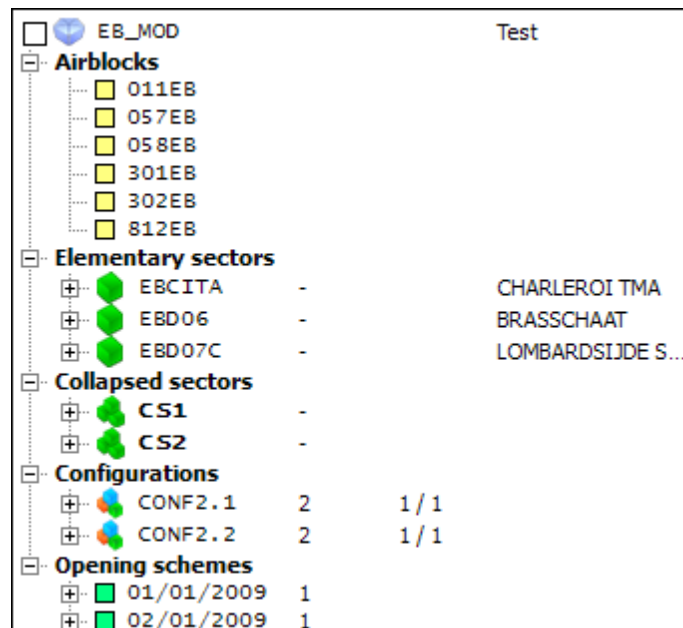 EB_MOD Test
Airblocks
011EB
057EB
058EB
301EB
302EB
812EB
Elementary sectors
EBCITA - CHARLEROI TMA
EBD06 - BRASSCHAAT
EBD07C - LOMBARDSIJDE S...
Collapsed sectors
CS1 -
CS2 -
Configurations
CONF2.1 2 1/1
CONF2.2 2 1/1
Opening schemes
01/01/2009 1
02/01/2009 1